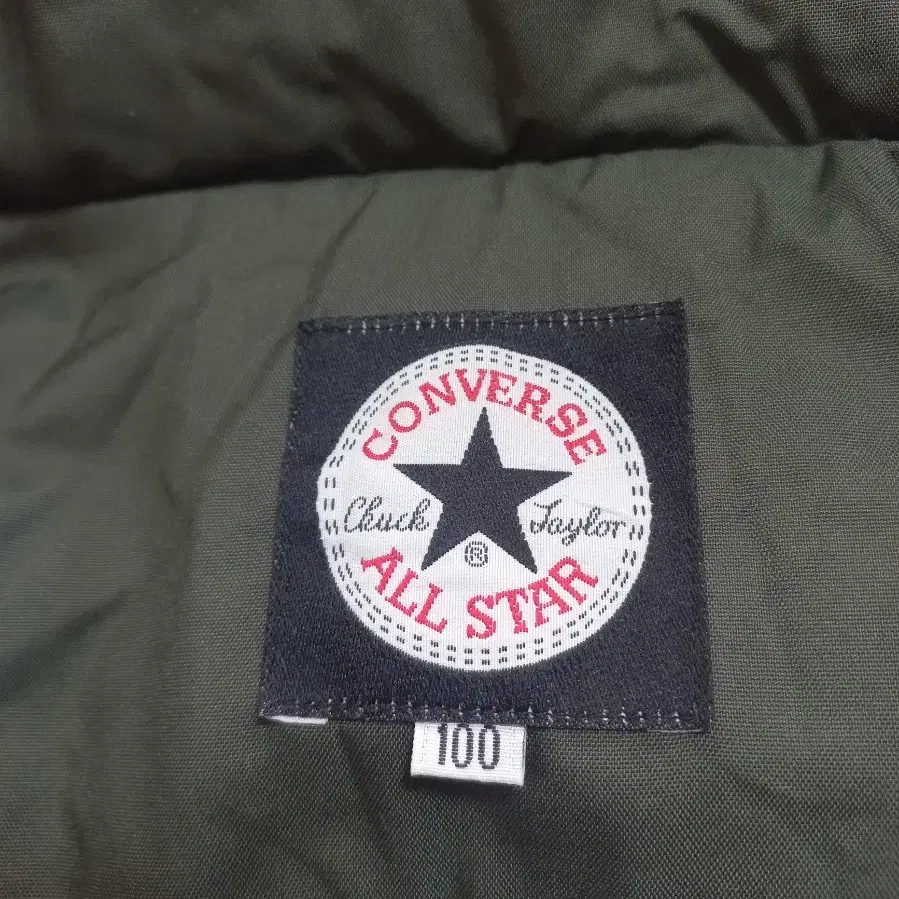 CONVERSE
Chuck Taylor
®
ALL STAR
100